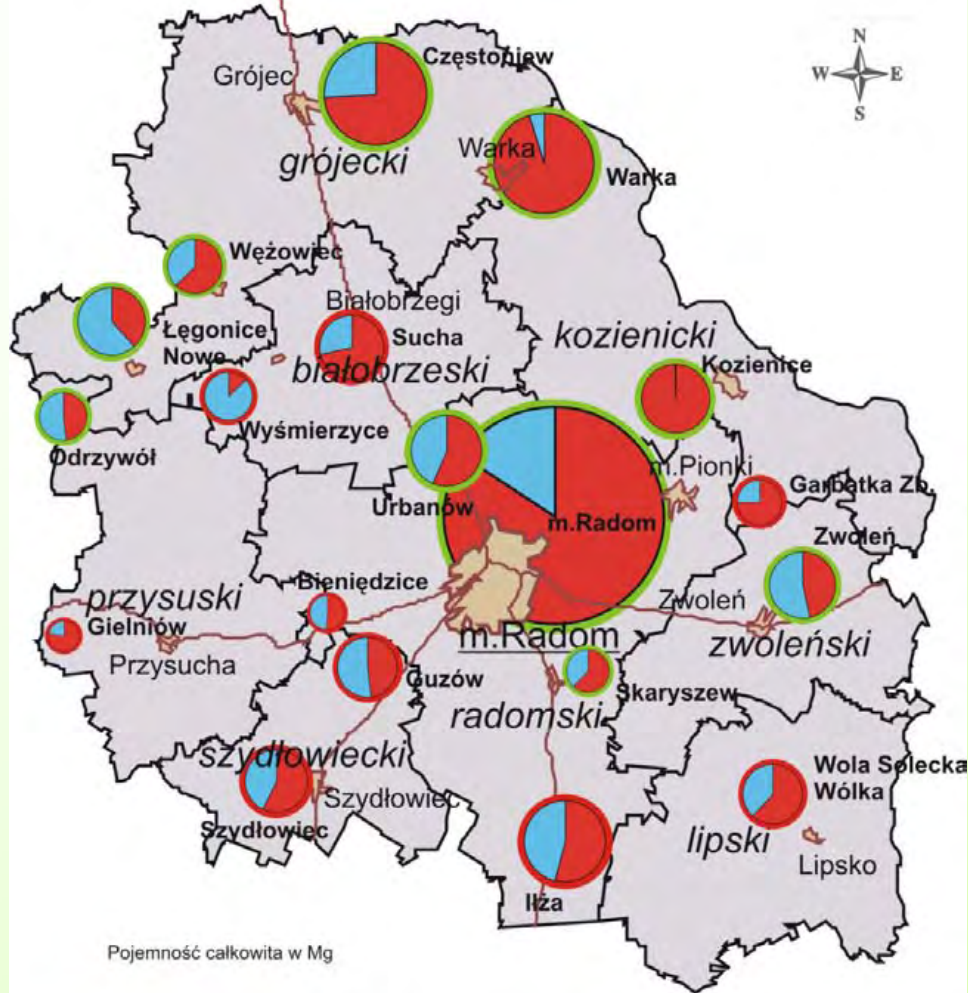 N
W E
S
Częstoniew
Grójec
grójecki
Warka
Warka
Wężowiec
Białobrzegi
Łęgonice
Nowe
Sucha
kozienicki
białobrzeski
Kozienice
Wyśmierzyce
Odrzywół
m.Pionki
Garbatka Zb.
Urbanów
m.Radom
Zwoleń
Bieniędzice
przysuski
Zwoleń
Gielniów
m.Radom
zwoleński
Przysucha
Guzów
Skaryszew
radomski
szydłowiecki
Wola Solecka
Wólka
Szydłowiec
Szydłowiec
lipski
Lipsko
Iłża
Pojemność całkowita w Mg